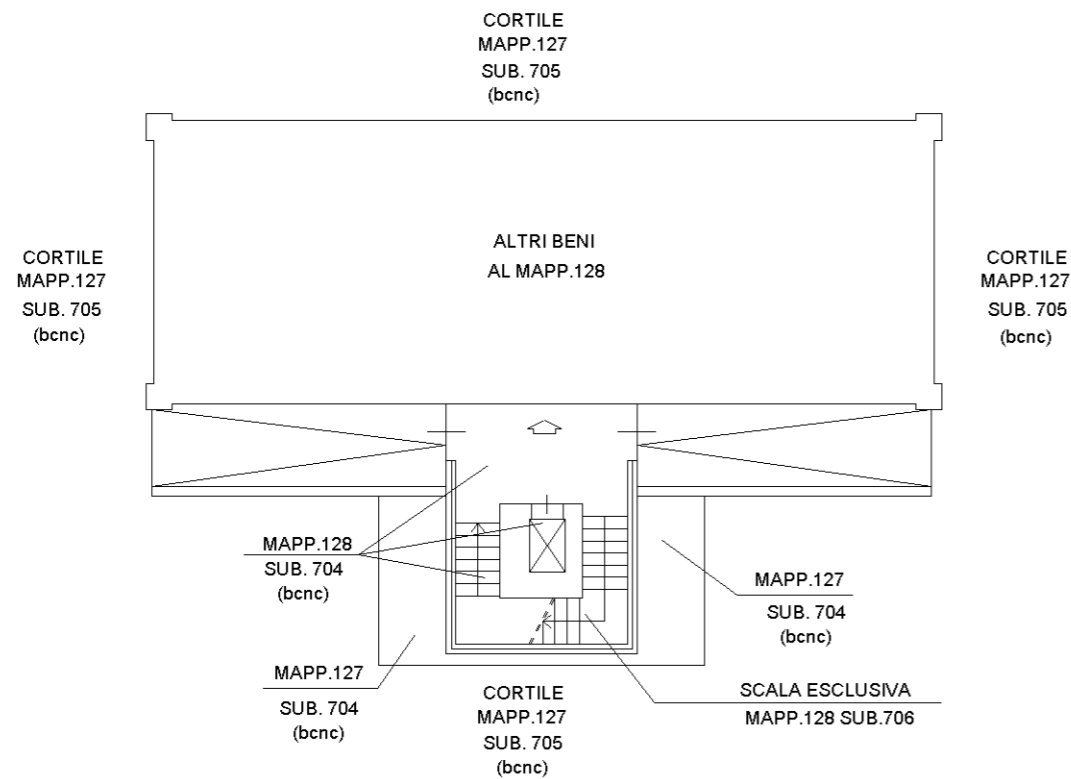 CORTILE
MAPP.127
SUB. 705
(bcnc)
ALTRI BENI
AL MAPP.128
CORTILE
MAPP.127
SUB. 705
(bcnc)
CORTILE
MAPP.127
SUB. 705
(bcnc)
MAPP.128
SUB. 704
(bcnc)
MAPP.127
SUB. 704
(bcnc)
MAPP.127
SUB. 704
(bcnc)
CORTILE
MAPP.127
SUB. 705
(bcnc)
SCALA ESCLUSIVA
MAPP.128 SUB.706